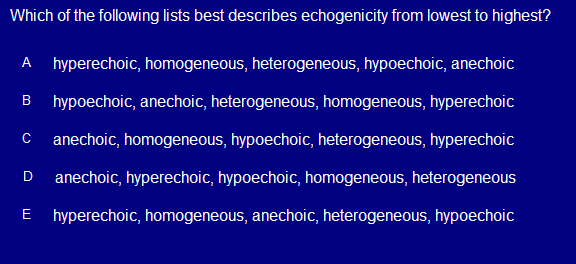 Which of the following lists best describes echogenicity from lowest to highest?
A hyperechoic, homogeneous, heterogeneous, hypoechoic, anechoic
B hypoechoic, anechoic, heterogeneous, homogeneous, hyperechoic
C anechoic, homogeneous, hypoechoic, heterogeneous, hyperechoic
D anechoic, hyperechoic, hypoechoic, homogeneous, heterogeneous
E hyperechoic, homogeneous, anechoic, heterogeneous, hypoechoic